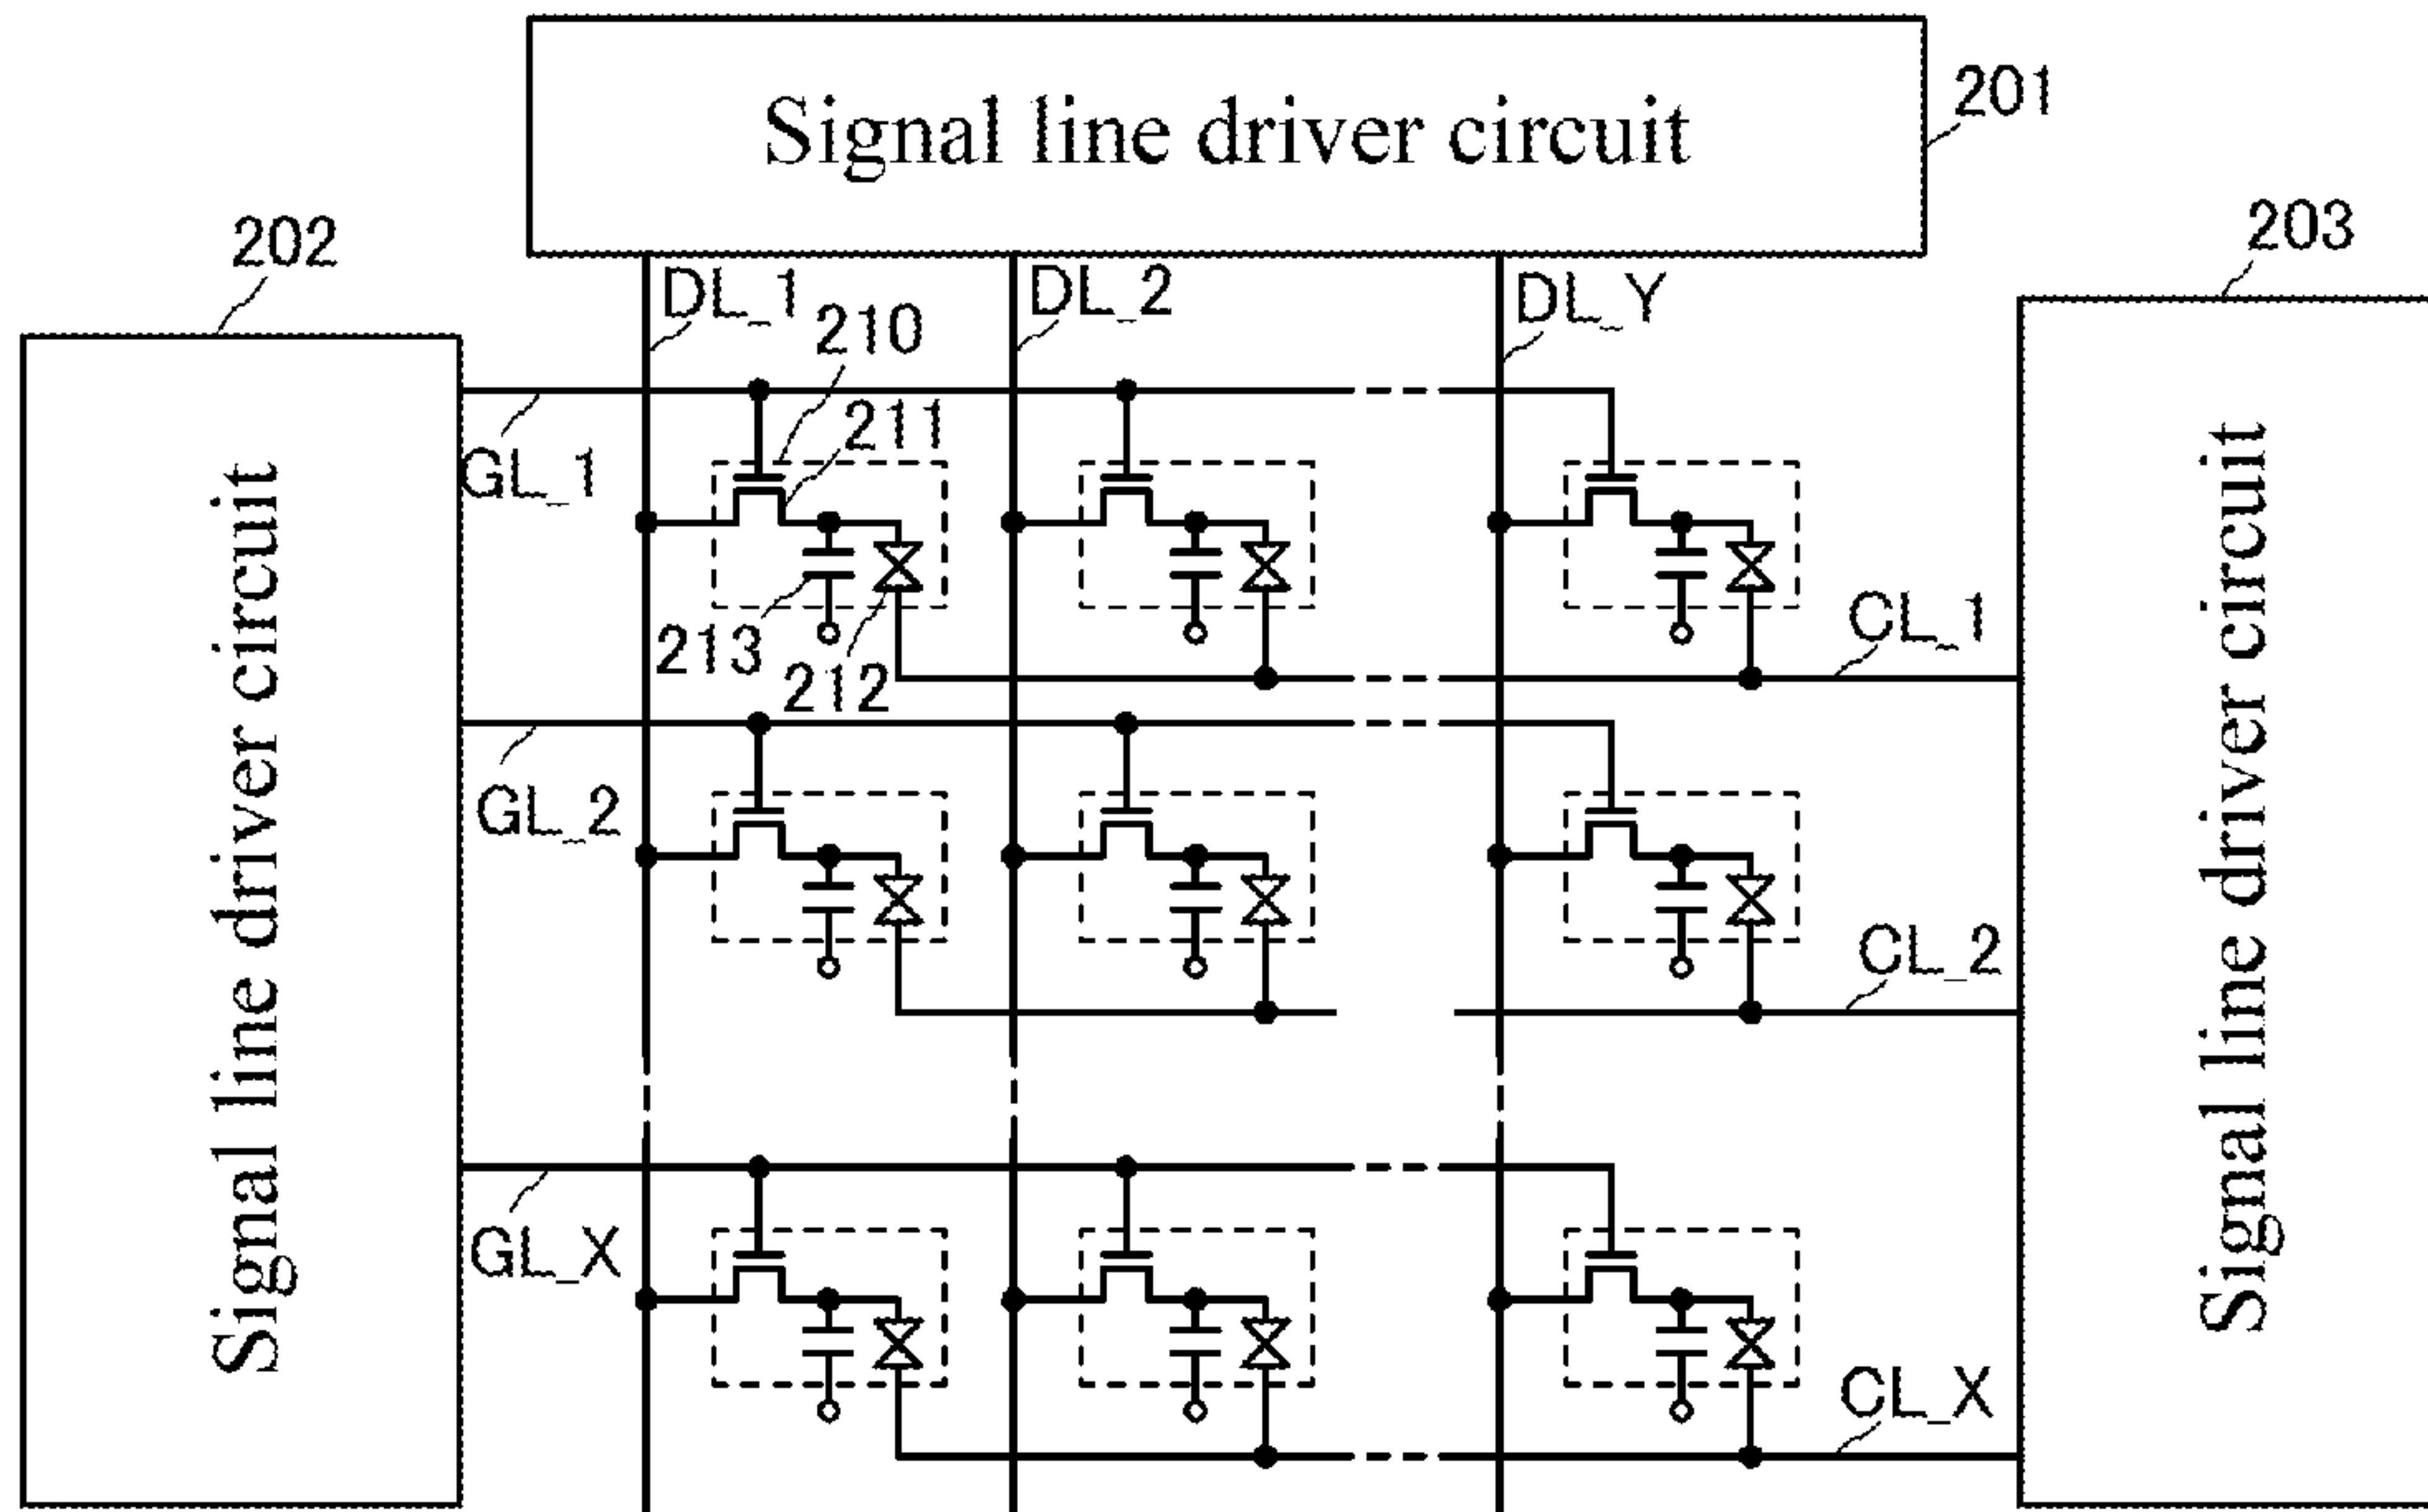 Signal line driver circuit
201
202
203
DL_1
DL_2
DL_Y
210
211
GL_1
213
212
CL_1
GL_2
CL_2
GL_X
CL_X
Signal line driver circuit
Signal line driver circuit